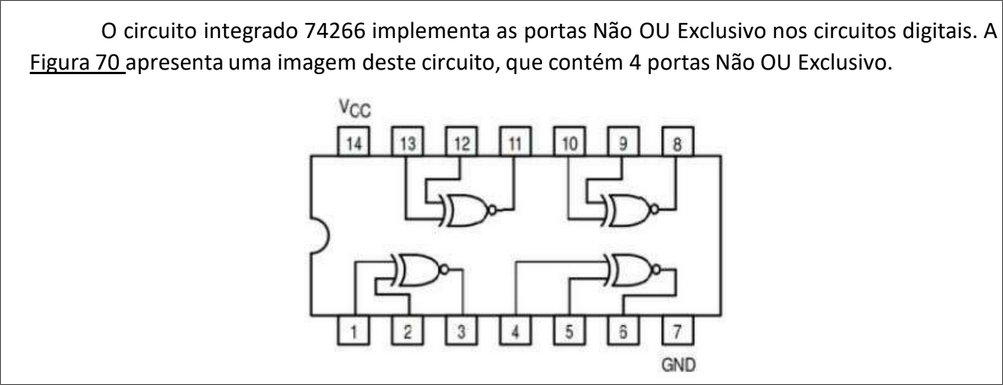 O circuito integrado 74266 implementa as portas Não OU Exclusivo nos circuitos digitais. A
Figura 70 apresenta uma imagem deste circuito, que contém 4 portas Não OU Exclusivo.
VCC
14 13 12 11 10 9 8
1 2 3 4 5 6 7
GND